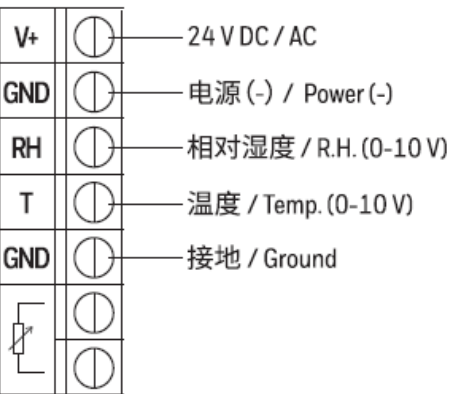 V+ 24 V DC / AC
GND 电源 (-) / Power (-)
RH 相对湿度 / R.H. (0-10 V)
T 温度 / Temp. (0-10 V)
GND 接地 / Ground